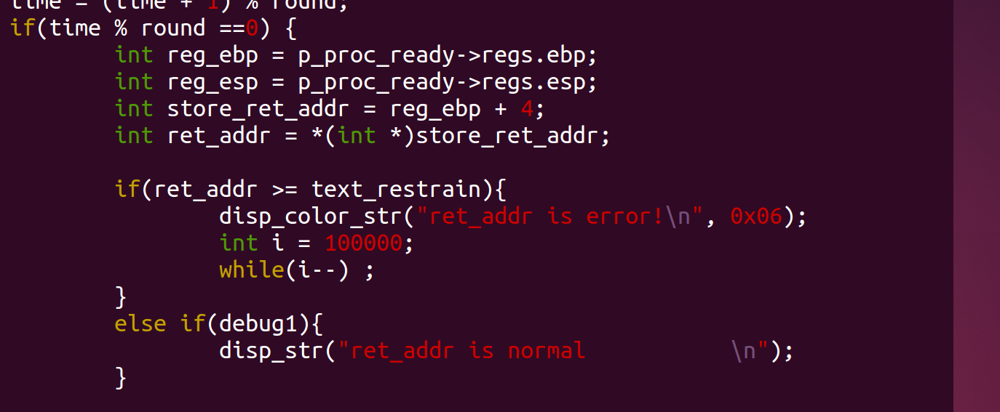 time = (time + 1) % round;
if(time % round ==0) {
int reg_ebp = p_proc_ready->regs.ebp;
int reg_esp = p_proc_ready->regs.esp;
int store_ret_addr = reg_ebp + 4;
int ret_addr = *(int *)store_ret_addr;
if(ret_addr >= text_restrain){
disp_color_str("ret_addr is error!\n", 0x06);
int i = 100000;
while(i--) ;
}
else if(debug1){
disp_str("ret_addr is normal           \n");
}